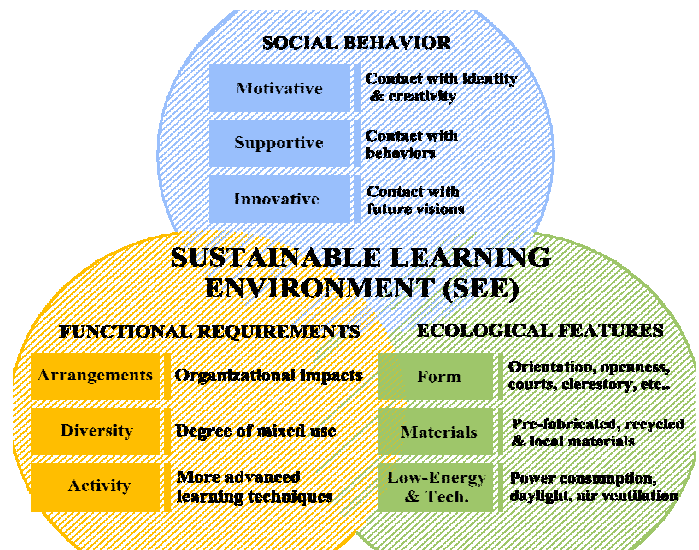 SOCIAL BEHAVIOR
Motivative
Contact with identity
& creativity
Supportive
Contact with
behaviors
Innovative
Contact with
future visions
SUSTAINABLE LEARNING
ENVIRONMENT (SEE)
FUNCTIONAL REQUIREMENTS
Arrangements
Organizational impacts
Diversity
Degree of mixed use
Activity
More advanced
learning techniques
ECOLOGICAL FEATURES
Form
Orientation, openness,
courts, clerestory, etc..
Materials
Pre-fabricated, recycled
& local materials
Low-Energy
& Tech.
Power consumption,
daylight, air ventilation